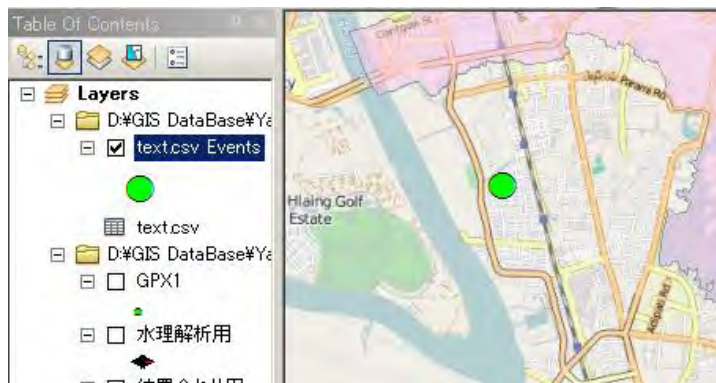 Table Of Contents
Layers
D:¥GIS DataBase¥Ya
text.csv Events
text.csv
D:¥GIS DataBase¥Ya
GPX1
水理解析用
Hlaing Golf
Estate
Parami Rd